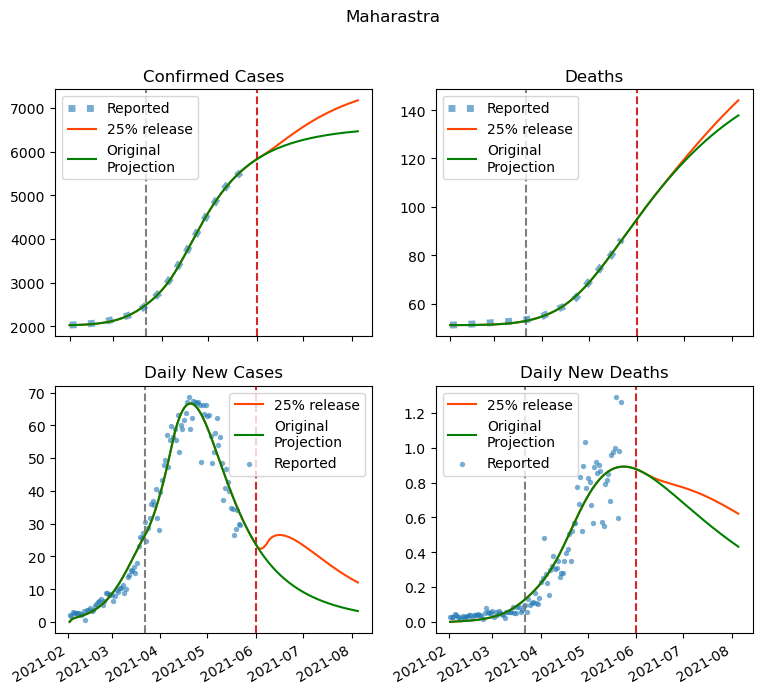 Maharastra
Confirmed Cases
Reported
25% release
Original
Projection
7000
6000
5000
4000
3000
2000
Deaths
Reported
25% release
Original
Projection
140
120
100
80
60
Daily New Cases
25% release
Original
Projection
Reported
70
60
50
40
30
20
10
0
2021-02
2021-03
2021-04
2021-05
2021-06
2021-07
2021-08
Daily New Deaths
25% release
Original
Projection
Reported
1.2
1.0
0.8
0.6
0.4
0.2
0.0
2021-02
2021-03
2021-04
2021-05
2021-06
2021-07
2021-08